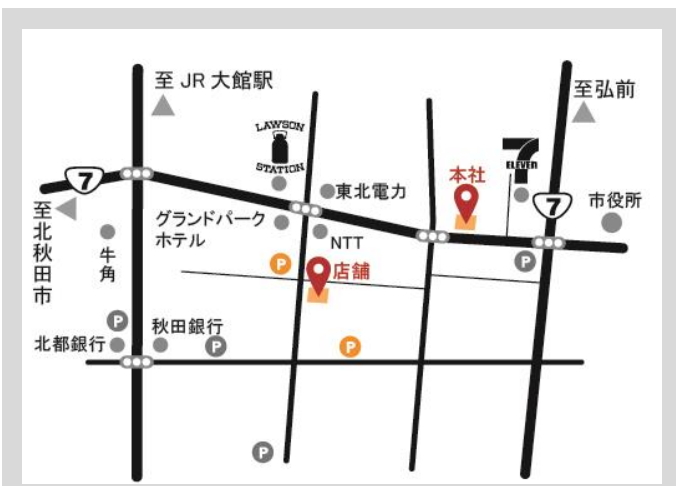 至 JR 大館駅
至弘前
LAWSON
STATION
7
ELEVEN
本社
7
東北電力
7
市役所
至北秋田市
グランドパーク
ホテル
牛角
NTT
P
店舗
P
P
秋田銀行
北都銀行
P
P
P